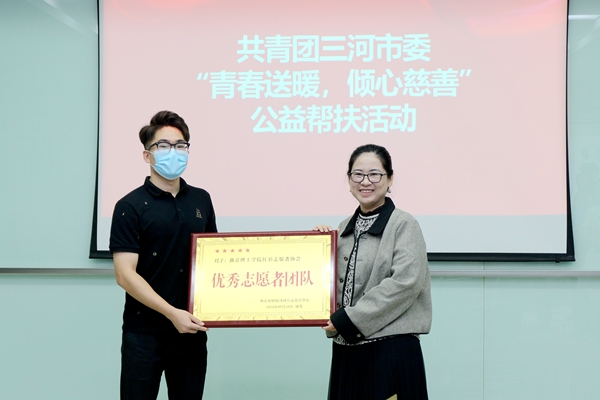 共青团三河市委
“青春送暖，倾心慈善”
公益帮扶活动
优秀志愿者团队